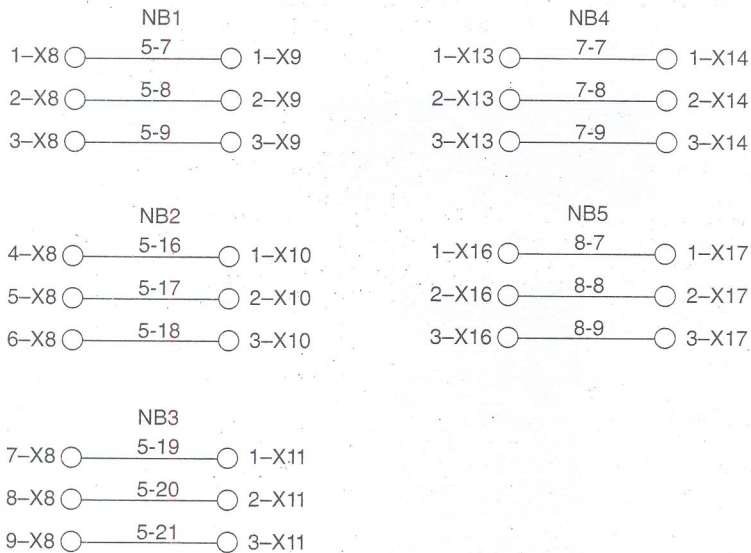 NB1
1–X8 5-7 1–X9
2–X8 5-8 2–X9
3–X8 5-9 3–X9
NB2
4–X8 5-16 1–X10
5–X8 5-17 2–X10
6–X8 5-18 3–X10
NB3
7–X8 5-19 1–X11
8–X8 5-20 2–X11
9–X8 5-21 3–X11
NB4
1–X13 7-7 1–X14
2–X13 7-8 2–X14
3–X13 7-9 3–X14
NB5
1–X16 8-7 1–X17
2–X16 8-8 2–X17
3–X16 8-9 3–X17